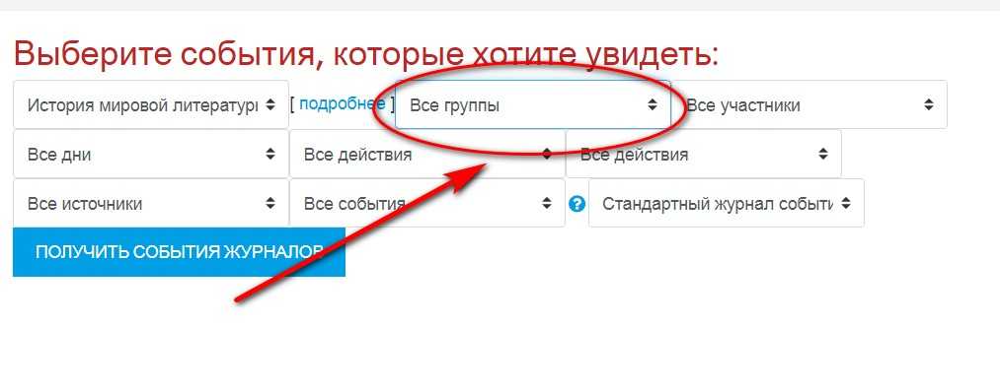 Выберите события, которые хотите увидеть:
История мировой литературы [ подробнее ] Все группы Все участники
Все дни Все действия Все действия
Все источники Все события ? Стандартный журнал событи
ПОЛУЧИТЬ СОБЫТИЯ ЖУРНАЛОВ